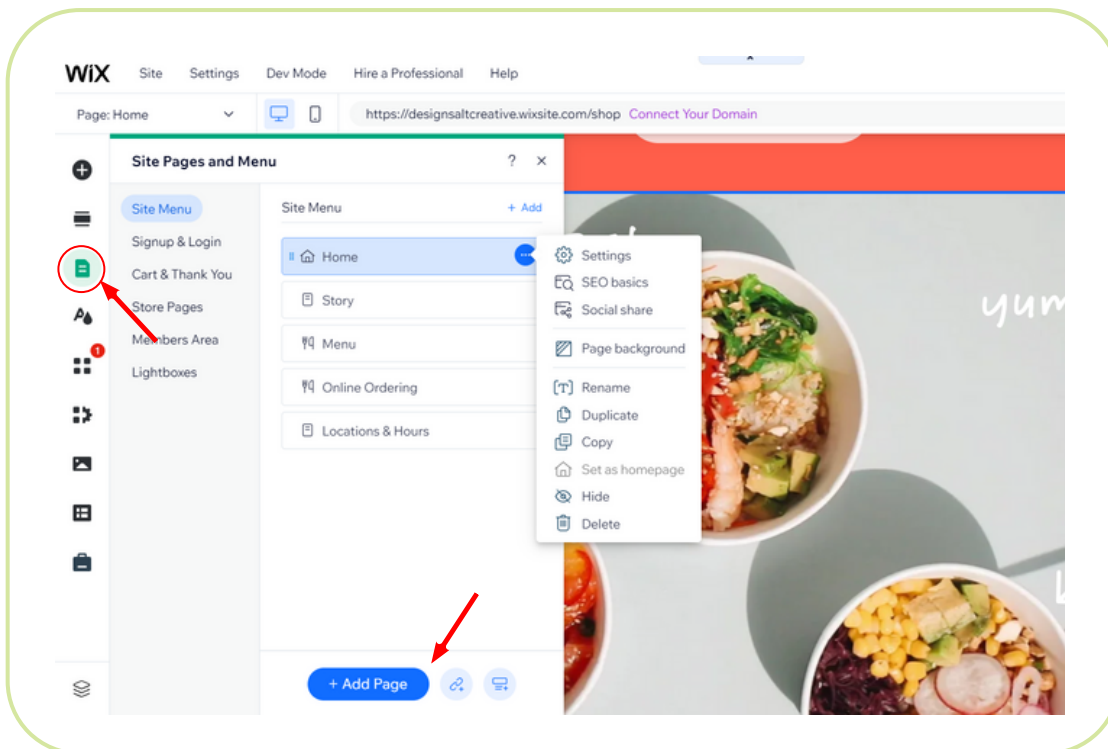 WiX Site Settings Dev Mode Hire a Professional Help
Page: Home https://designsaltcreative.wixsite.com/shop Connect Your Domain
Site Pages and Menu ? ×
Site Menu
Signup & Login
Cart & Thank You
Store Pages
Members Area
Lightboxes
1
Site Menu + Add
Home
Story
Menu
Online Ordering
Locations & Hours
+ Add Page
Settings
SEO basics
Social share
Page background
[T] Rename
Duplicate
Copy
Set as homepage
Hide
Delete